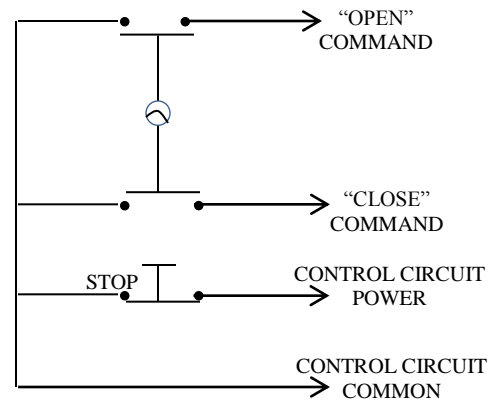 “OPEN”
COMMAND
“CLOSE”
COMMAND
STOP
CONTROL CIRCUIT
POWER
CONTROL CIRCUIT
COMMON